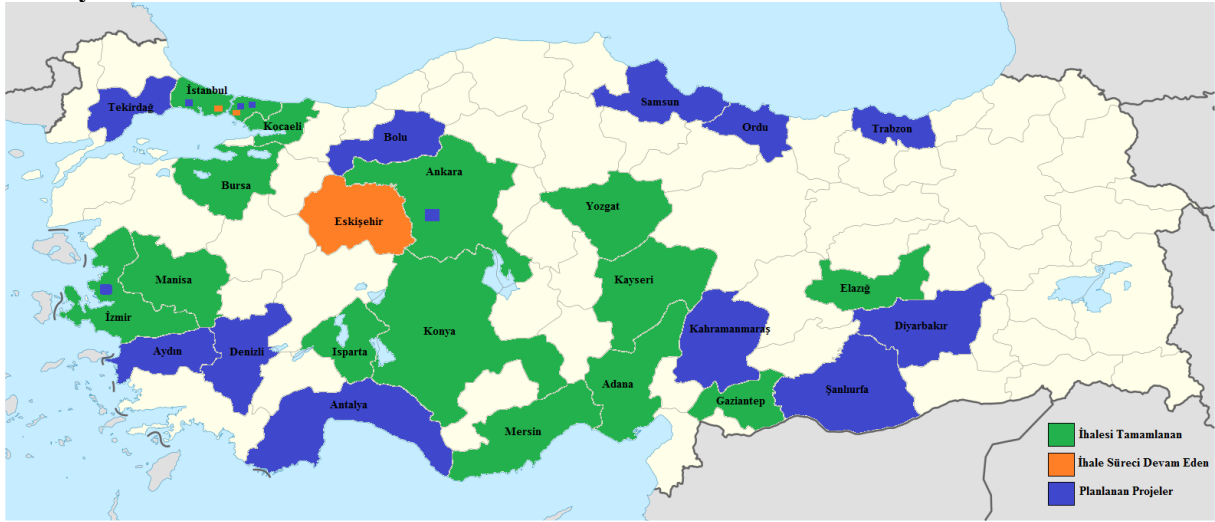 İstanbul
Tekirdağ
Kocaeli
Samsun
Ordu
Trabzon
Bolu
Ankara
Bursa
Yozgat
Eskişehir
Manisa
Kayseri
Elazığ
İzmir
Konya
Kahramanmaraş
Diyarbakır
Aydın
Denizli
Isparta
Adana
Şanlıurfa
Antalya
Gaziantep
Mersin
İhalesi Tamamlanan
İhale Süreci Devam Eden
Planlanan Projeler